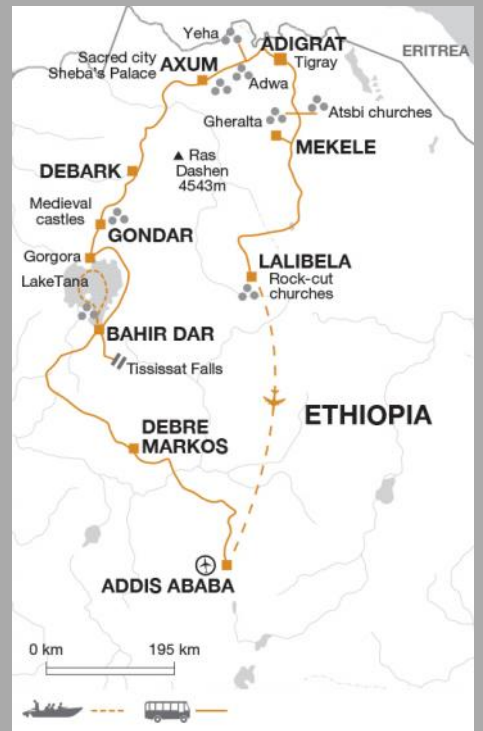 Yeha
ADIGRAT
Tigray
ERITREA
Sacred city
Sheba's Palace
AXUM
Adwa
Atsbi churches
Gheralta
MEKELE
DEBARK
Ras
Dashen
4543m
Medieval
castles
GONDAR
Gorgora
LakeTana
LALIBELA
Rock-cut
churches
BAHIR DAR
Tississat Falls
ETHIOPIA
DEBRE
MARKOS
ADDIS ABABA
0 km
195 km